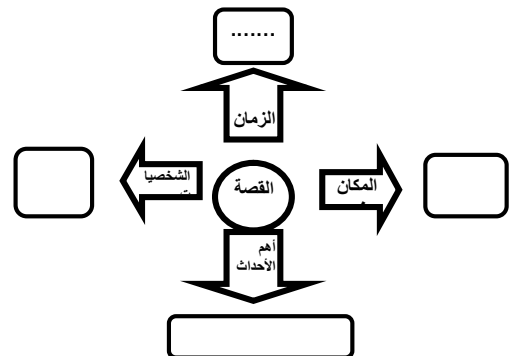 .......
الزمان
الشخصيا
القصة
المكان
أهم
الأحداث